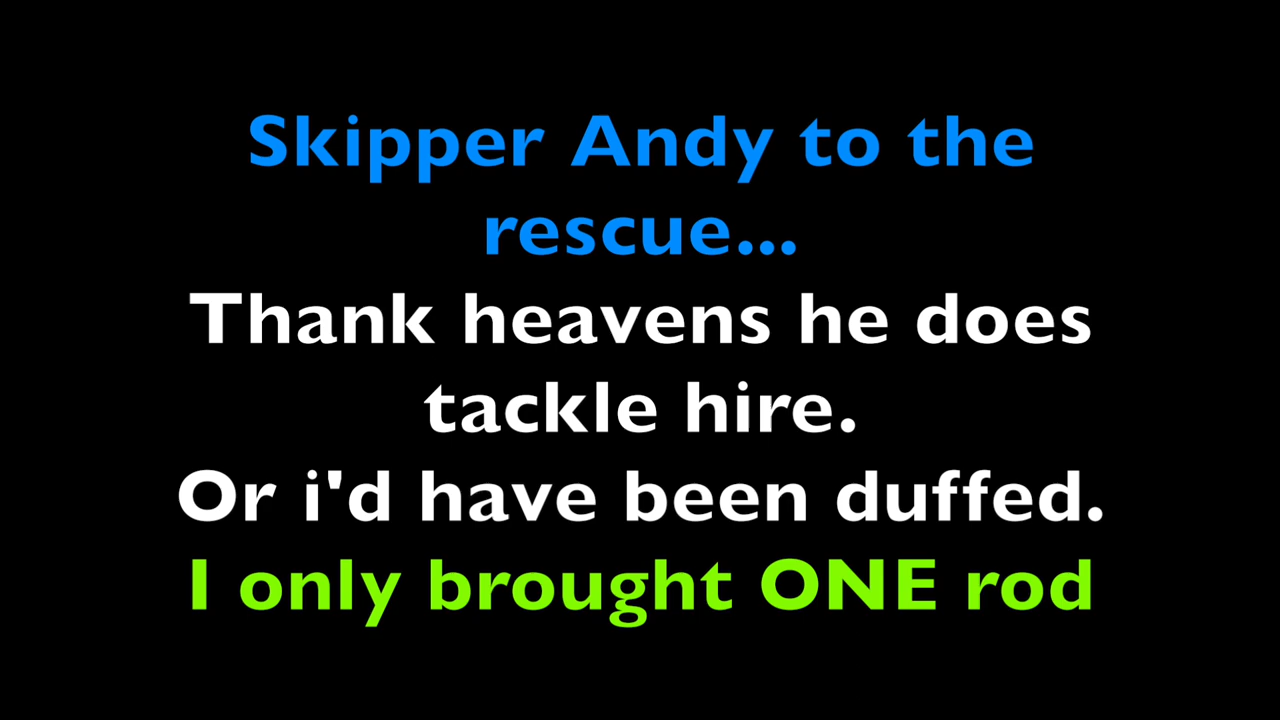 Skipper Andy to the
rescue...
Thank heavens he does
tackle hire.
Or i'd have been duffed.
I only brought ONE rod